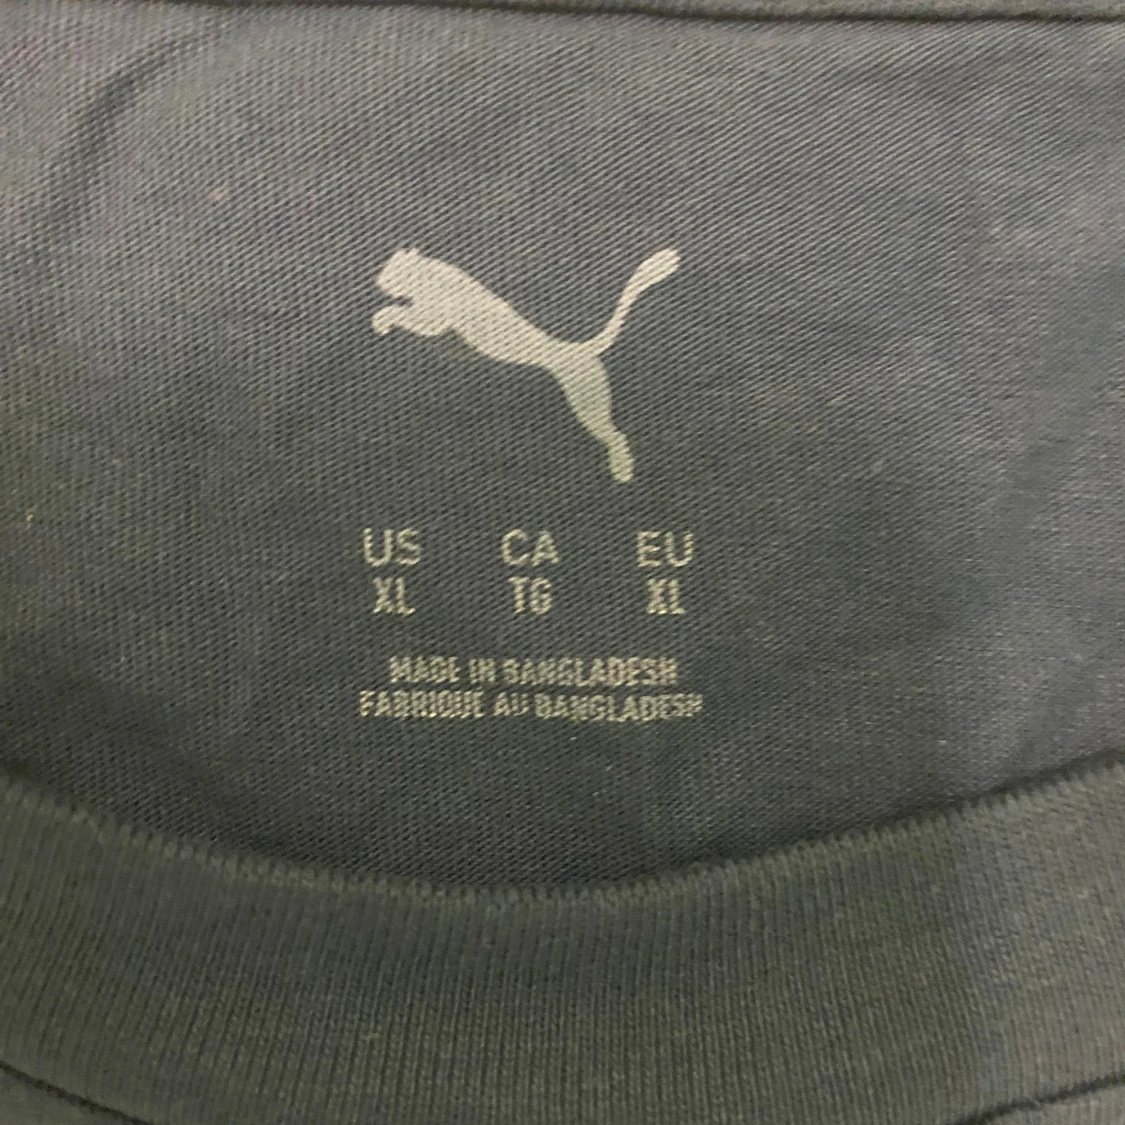 US CA EU
XL TG XL
MADE IN BANGLADESH
FABRIQUE AU BANGLADESH